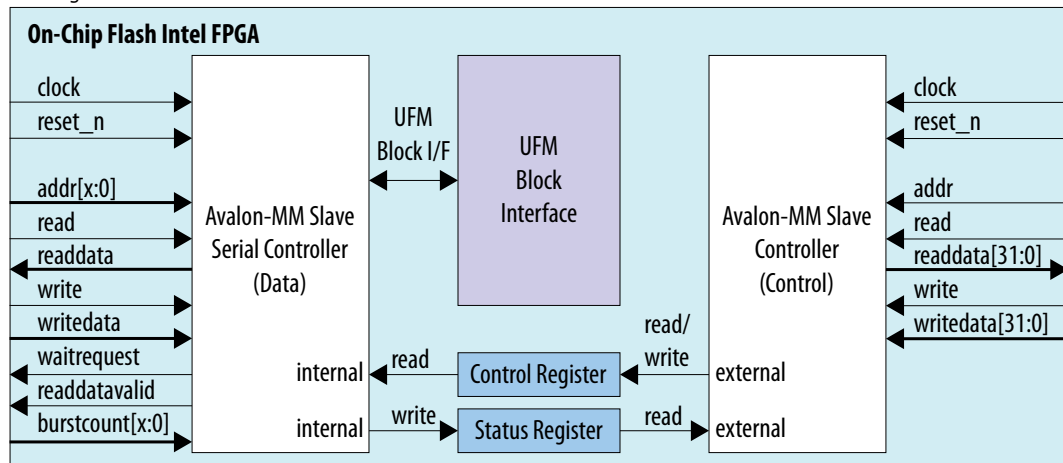 On-Chip Flash Intel FPGA
clock
reset_n
addr[x:0]
read
readdata
write
writedata
waitrequest
readdatavalid
burstcount[x:0]
Avalon-MM Slave
Serial Controller
(Data)
internal
internal
UFM
Block I/F
UFM
Block
Interface
read
Control Register
read/
write
write
Status Register
read
Avalon-MM Slave
Controller
(Control)
external
external
clock
reset_n
addr
read
readdata[31:0]
write
writedata[31:0]